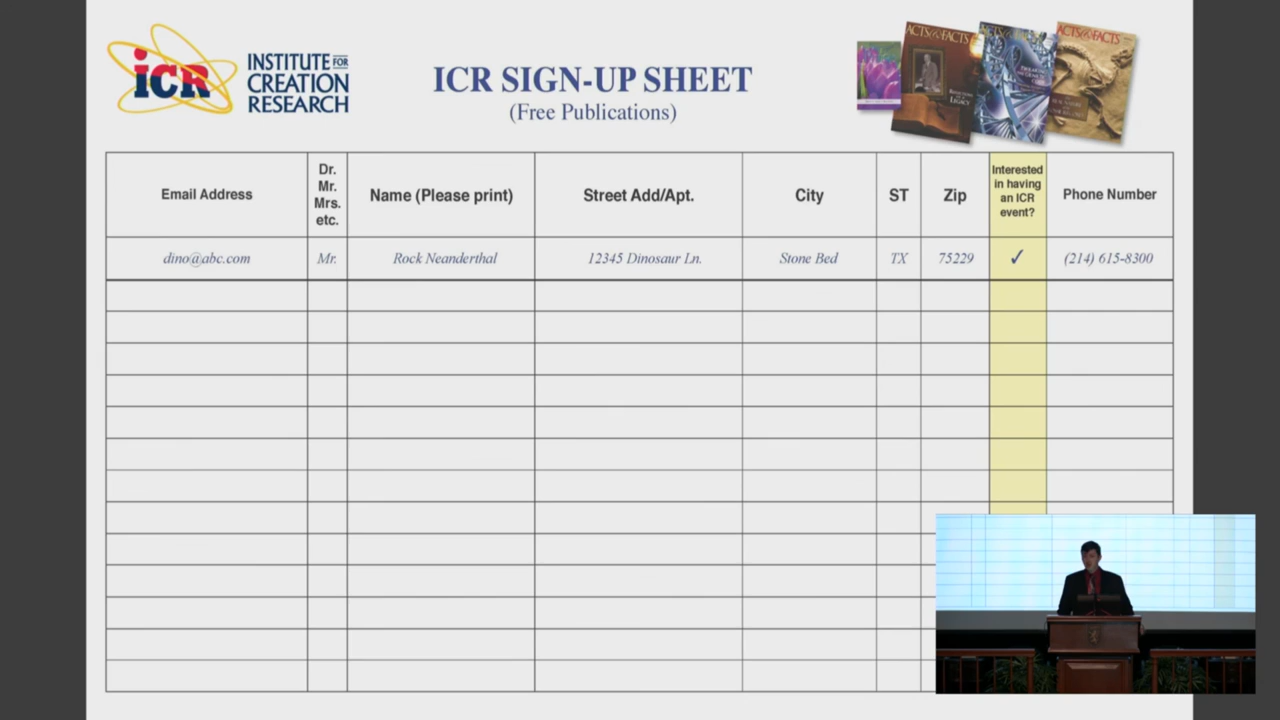 iCR
INSTITUTE FOR
CREATION
RESEARCH
ICR SIGN-UP SHEET
(Free Publications)
ACTS & FACTS
ACTS & FACTS
ACTS & FACTS
LEGACY
Email Address
Dr.
Mr.
Mrs.
etc.
Name (Please print)
Street Add/Apt.
City
ST
Zip
Interested
in having
an ICR
event?
Phone Number
dino@abc.com
Mr.
Rock Neanderthal
12345 Dinosaur Ln.
Stone Bed
TX
75229
✓
(214) 615-8300